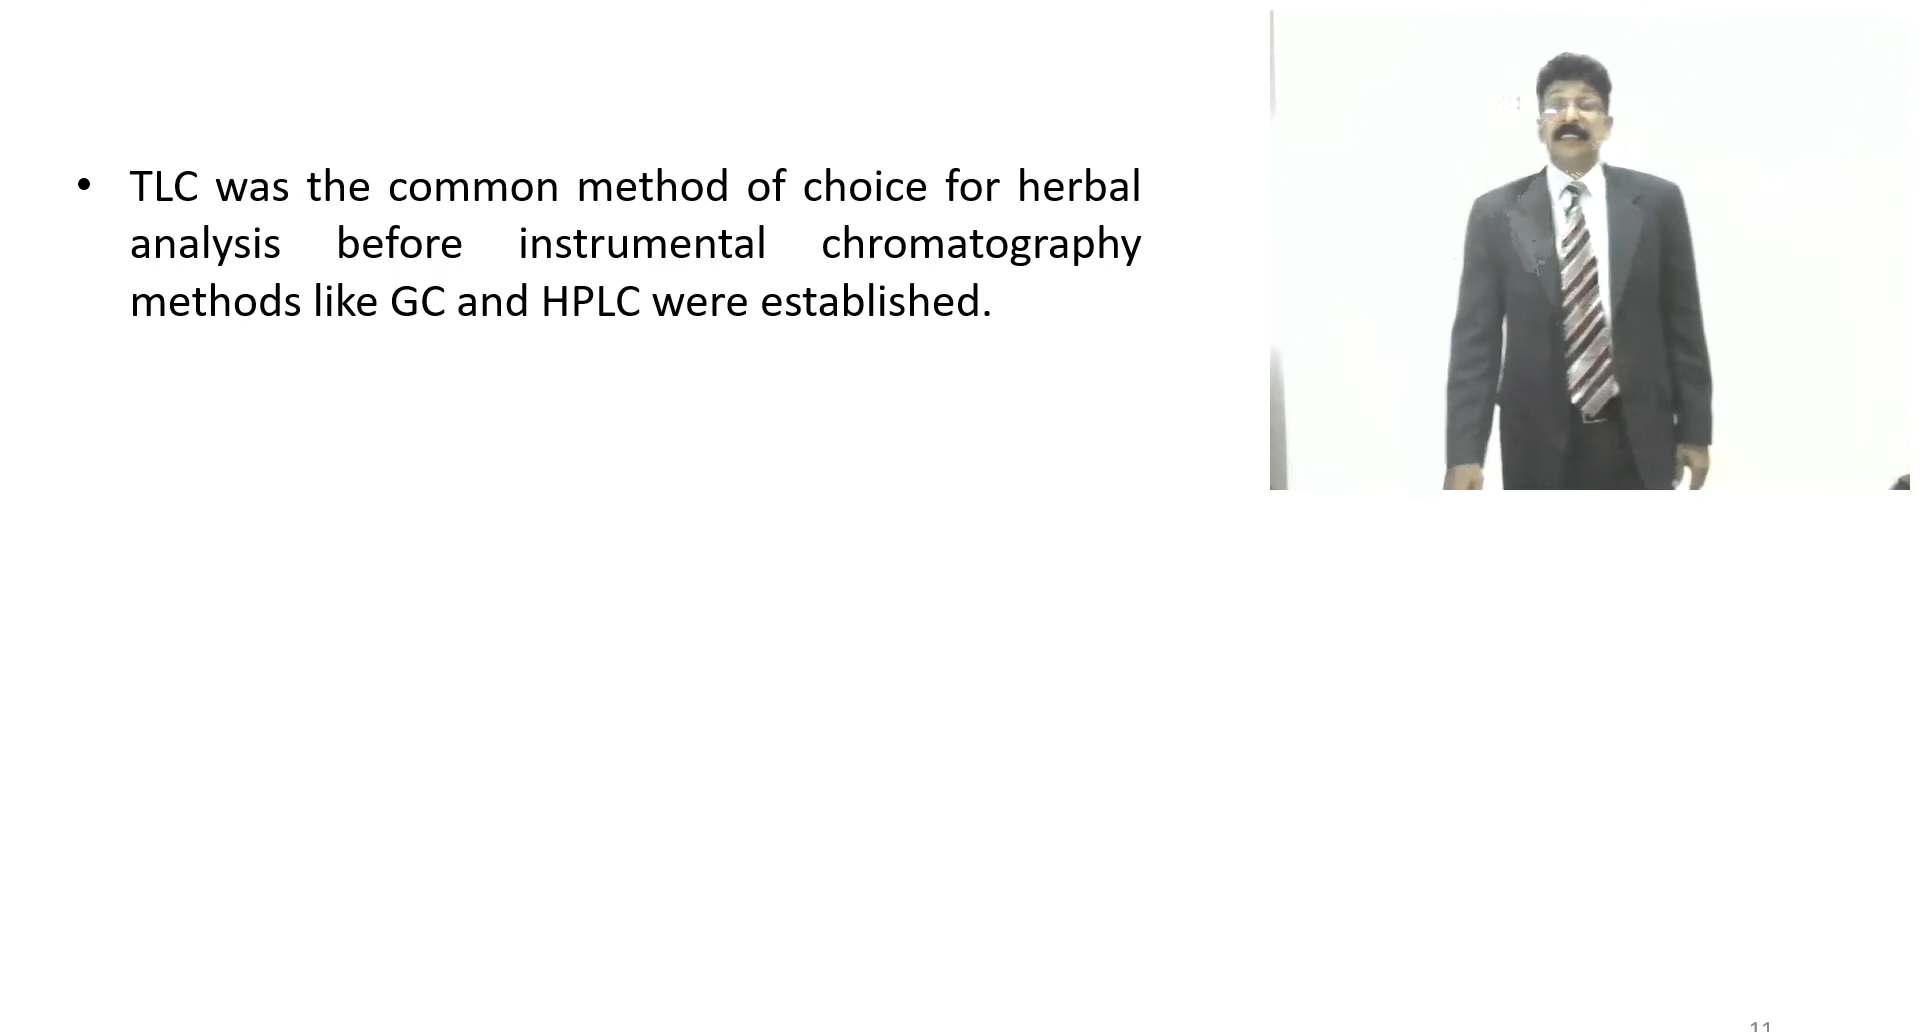 • TLC was the common method of choice for herbal
analysis before instrumental chromatography
methods like GC and HPLC were established.
11